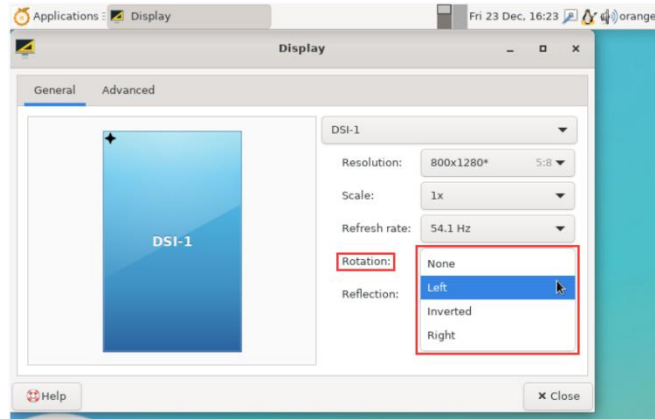 Applications Display Fri 23 Dec, 16:23 orange
Display
General Advanced
DSI-1
DSI-1
Resolution: 800x1280* 5:8
Scale: 1x
Refresh rate: 54.1 Hz
Rotation: None
Left
Reflection:
Inverted
Right
Help Close